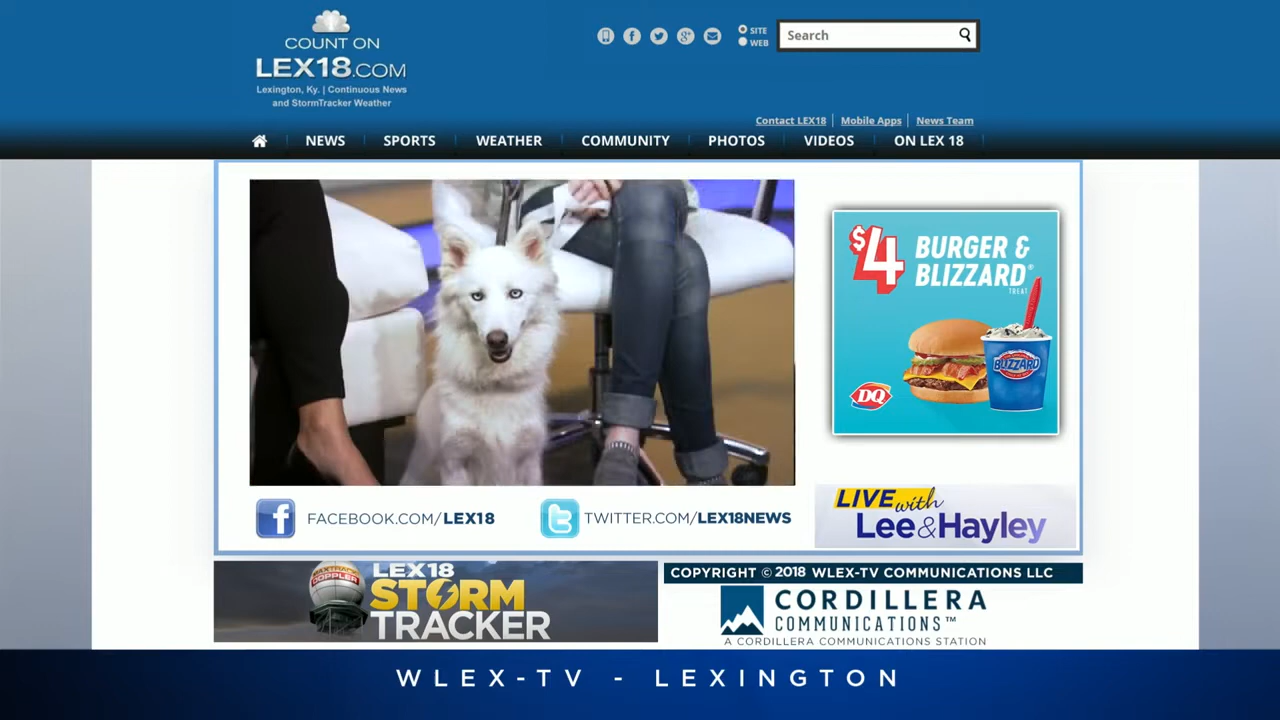 COUNT ON
LEX18.COM
Lexington, Ky. | Continuous News
and StormTracker Weather
SITE
WEB
Search
Contact LEX18
Mobile Apps
News Team
NEWS
SPORTS
WEATHER
COMMUNITY
PHOTOS
VIDEOS
ON LEX 18
$4 BURGER &
BLIZZARD®
TREAT
BLIZZARD
DQ
FACEBOOK.COM/LEX18
TWITTER.COM/LEX18NEWS
LIVE with
Lee&Hayley
DOPPLER
LEX18
STORM
TRACKER
COPYRIGHT © 2018 WLEX-TV COMMUNICATIONS LLC
CORDILLERA
COMMUNICATIONS™
A CORDILLERA COMMUNICATIONS STATION
WLEX-TV - LEXINGTON